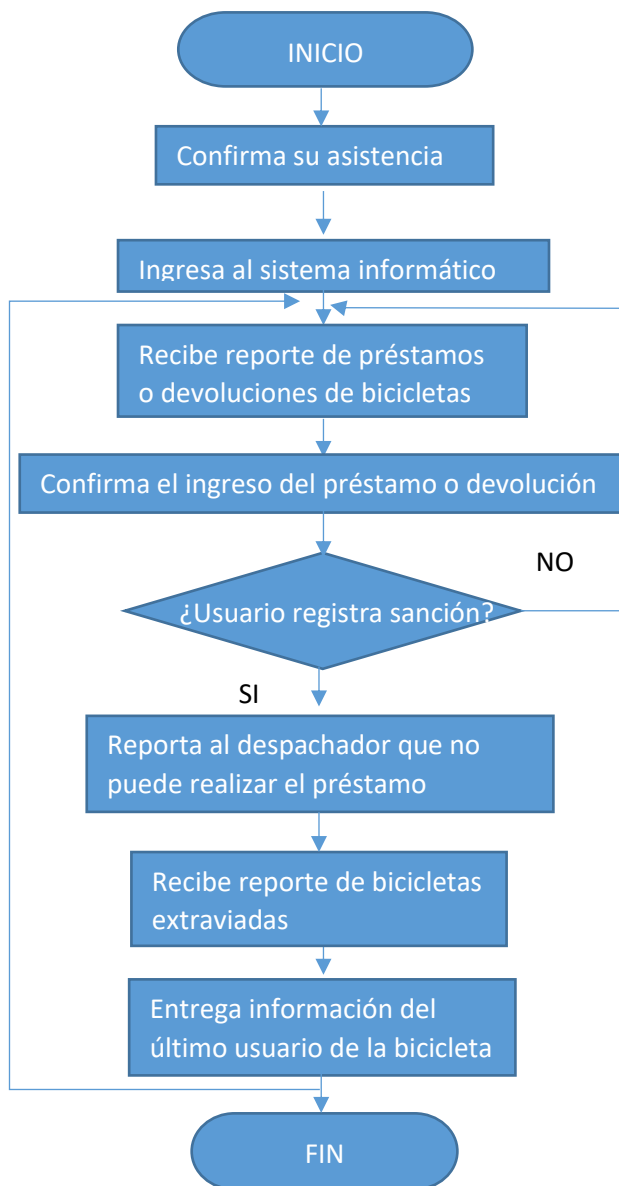 INICIO
Confirma su asistencia
Ingresa al sistema informático
Recibe reporte de préstamos
o devoluciones de bicicletas
Confirma el ingreso del préstamo o devolución
¿Usuario registra sanción?
NO
SI
Reporta al despachador que no
puede realizar el préstamo
Recibe reporte de bicicletas
extraviadas
Entrega información del
último usuario de la bicicleta
FIN